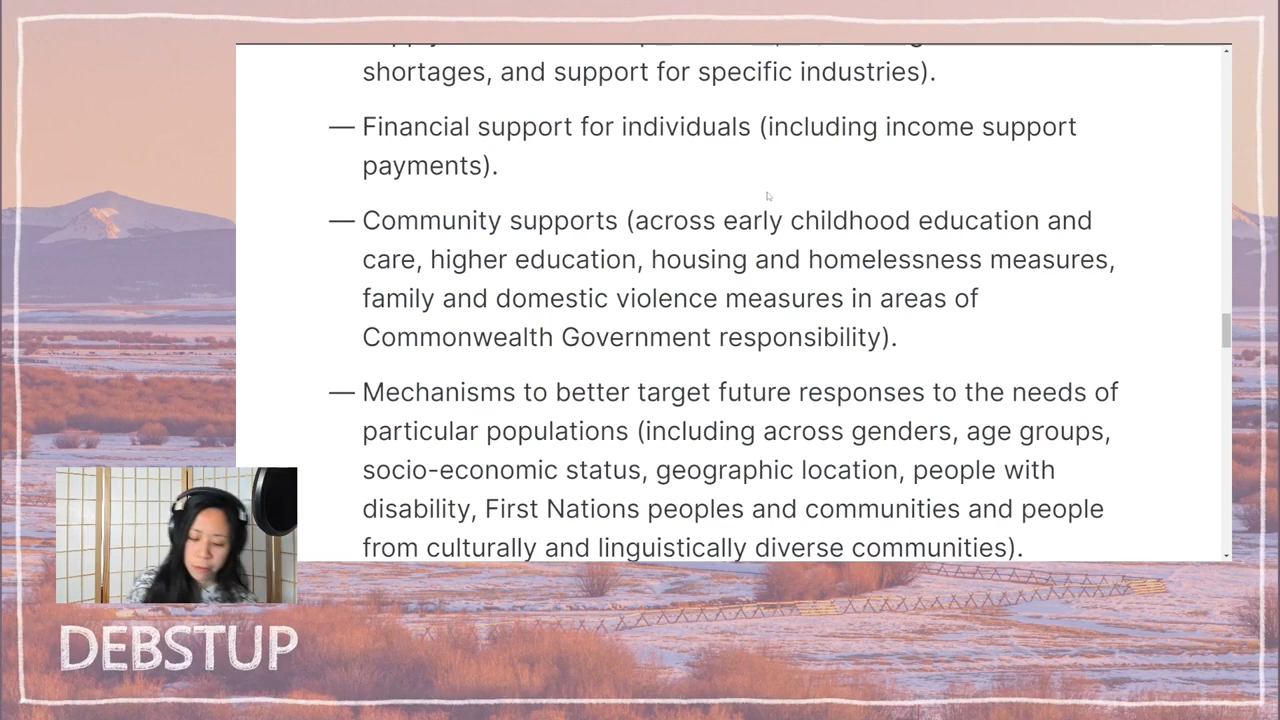 shortages, and support for specific industries).
— Financial support for individuals (including income support
payments).
— Community supports (across early childhood education and
care, higher education, housing and homelessness measures,
family and domestic violence measures in areas of
Commonwealth Government responsibility).
— Mechanisms to better target future responses to the needs of
particular populations (including across genders, age groups,
socio-economic status, geographic location, people with
disability, First Nations peoples and communities and people
from culturally and linguistically diverse communities).
DEBSTUP